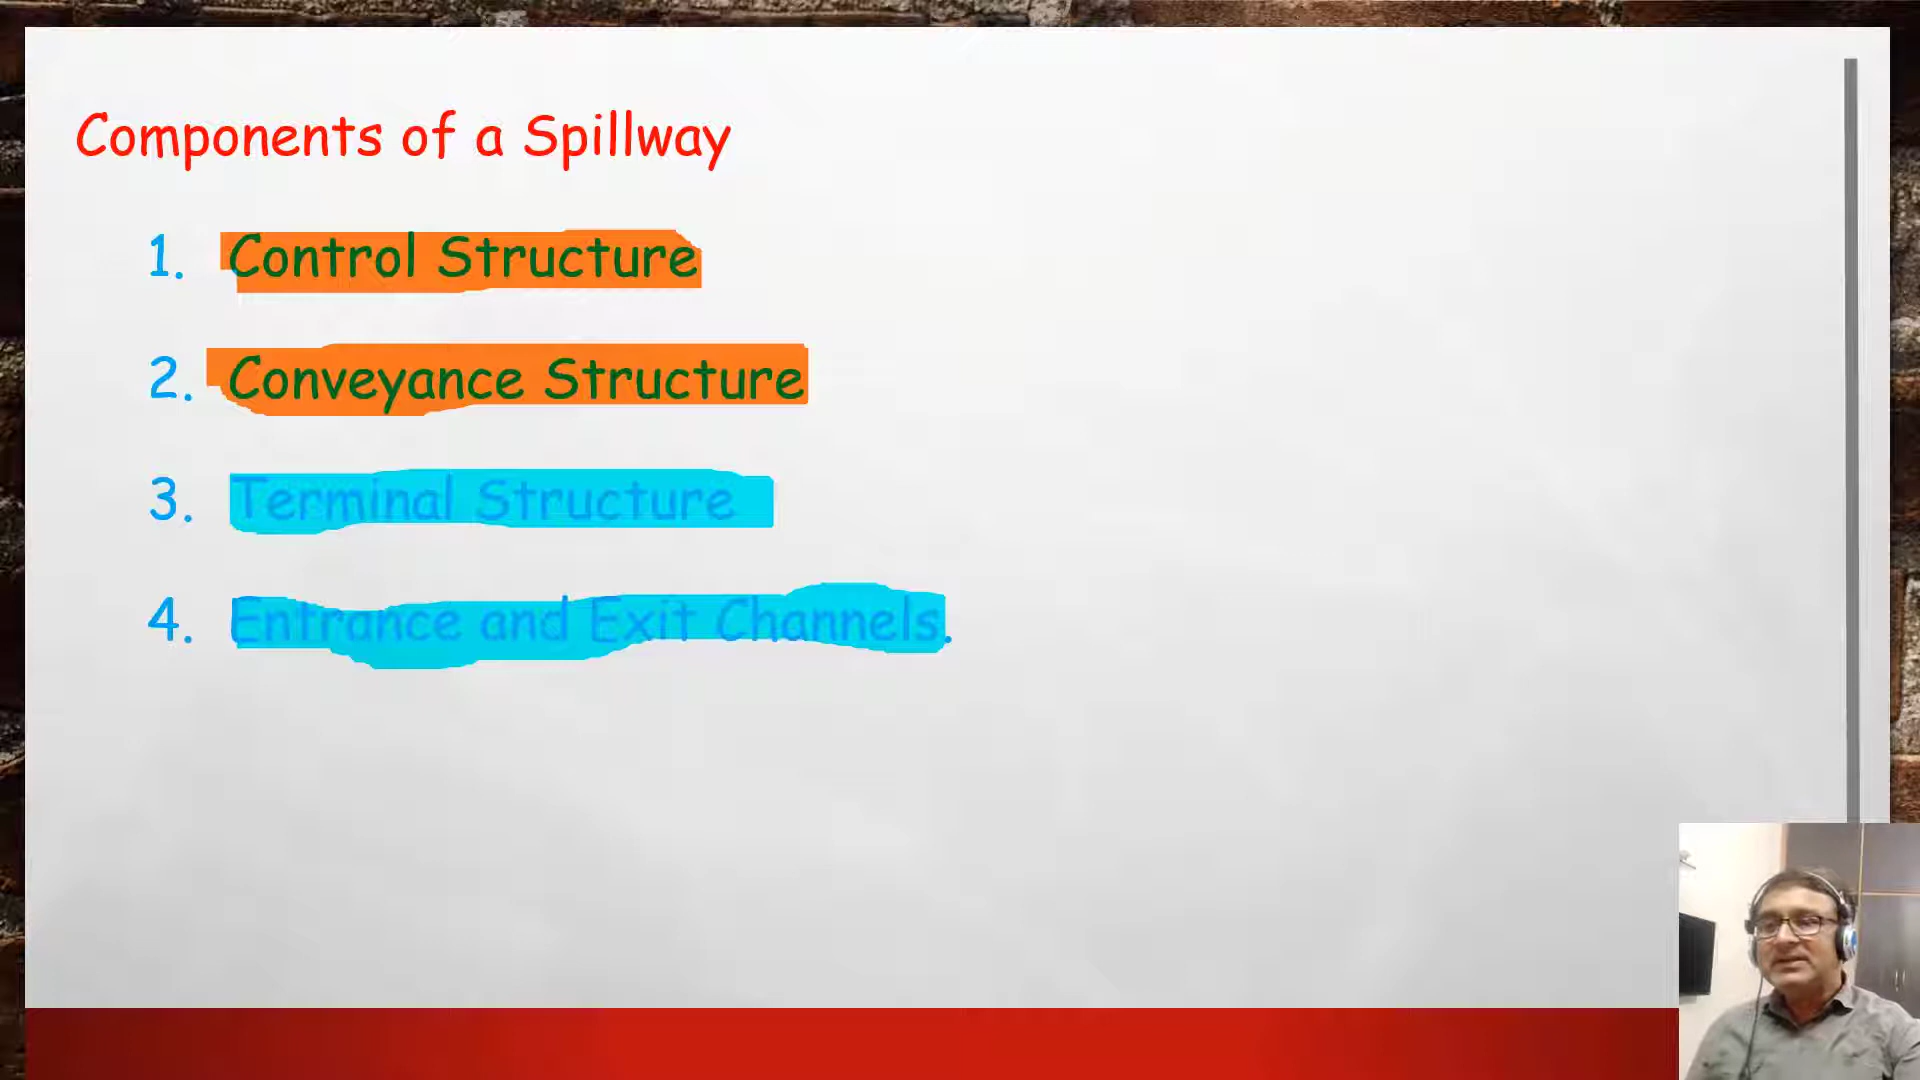 Components of a Spillway
1. Control Structure
2. Conveyance Structure
3. Terminal Structure
4. Entrance and Exit Channels.